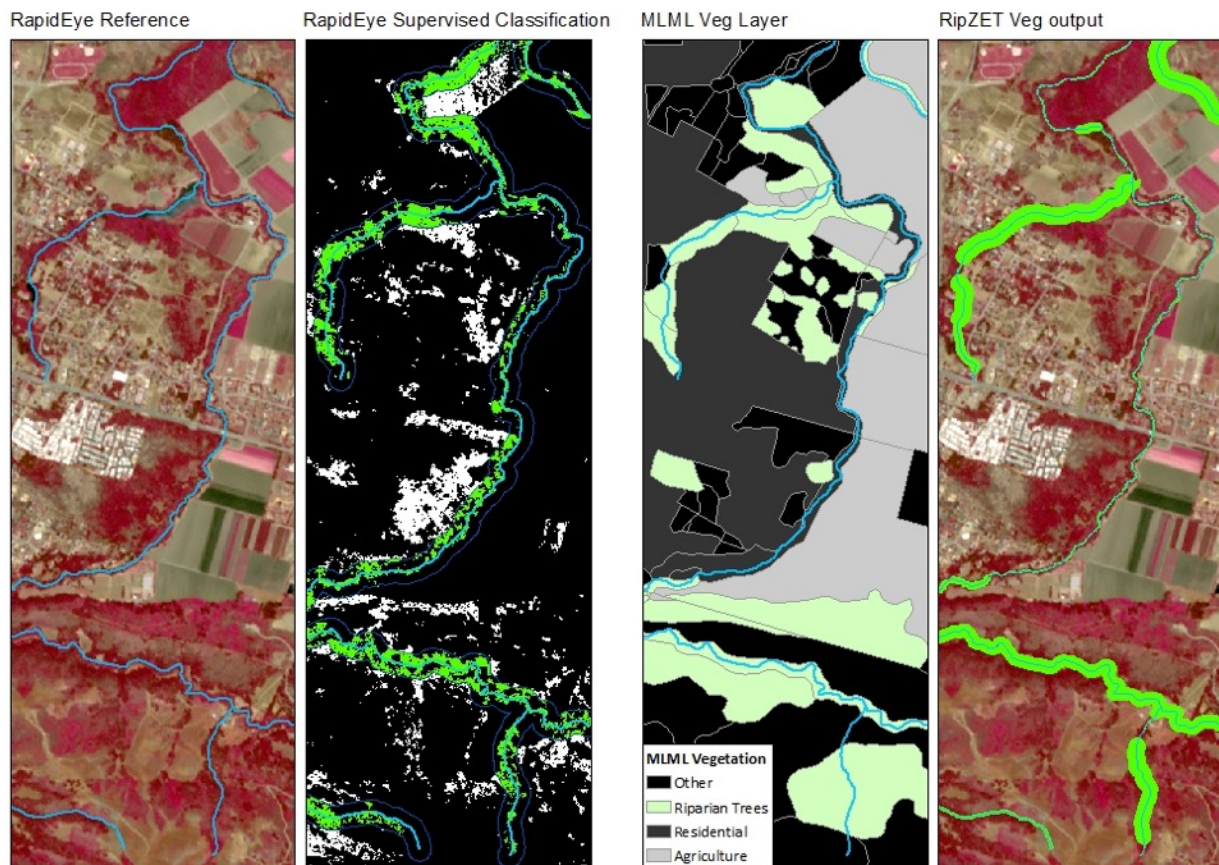 RapidEye Reference
RapidEye Supervised Classification
MLML Veg Layer
RipZET Veg output
MLML Vegetation
Other
Riparian Trees
Residential
Agriculture